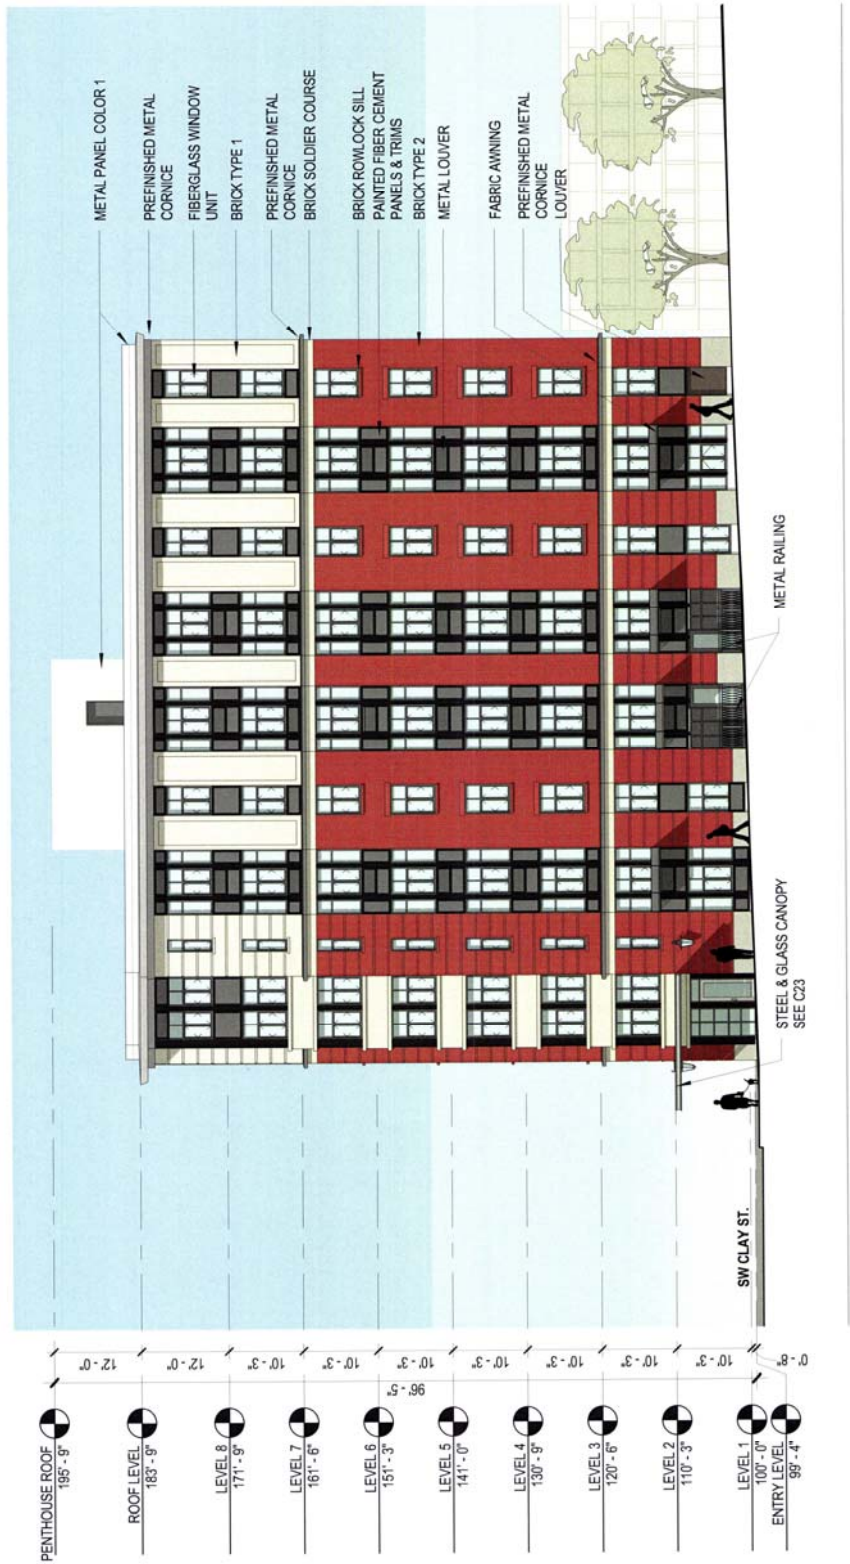 METAL PANEL COLOR 1
PREFINISHED METAL
CORNICE
FIBERGLASS WINDOW
UNIT
BRICK TYPE 1
PREFINISHED METAL
CORNICE
BRICK SOLDIER COURSE
BRICK ROWLOCK SILL
PAINTED FIBER CEMENT
PANELS & TRIMS
BRICK TYPE 2
METAL LOUVER
FABRIC AWNING
PREFINISHED METAL
CORNICE
LOUVER
METAL RAILING
STEEL & GLASS CANOPY
SEE C23
SW CLAY ST.
12' - 0"
12' - 0"
10' - 3"
10' - 3"
10' - 3"
10' - 3"
10' - 3"
10' - 3"
10' - 3"
0' - 8"
96' - 5"
PENTHOUSE ROOF
195' - 9"
ROOF LEVEL
183' - 9"
LEVEL 8
171' - 9"
LEVEL 7
161' - 6"
LEVEL 6
151' - 3"
LEVEL 5
141' - 0"
LEVEL 4
130' - 9"
LEVEL 3
120' - 6"
LEVEL 2
110' - 3"
LEVEL 1
100' - 0"
ENTRY LEVEL
99' - 4"